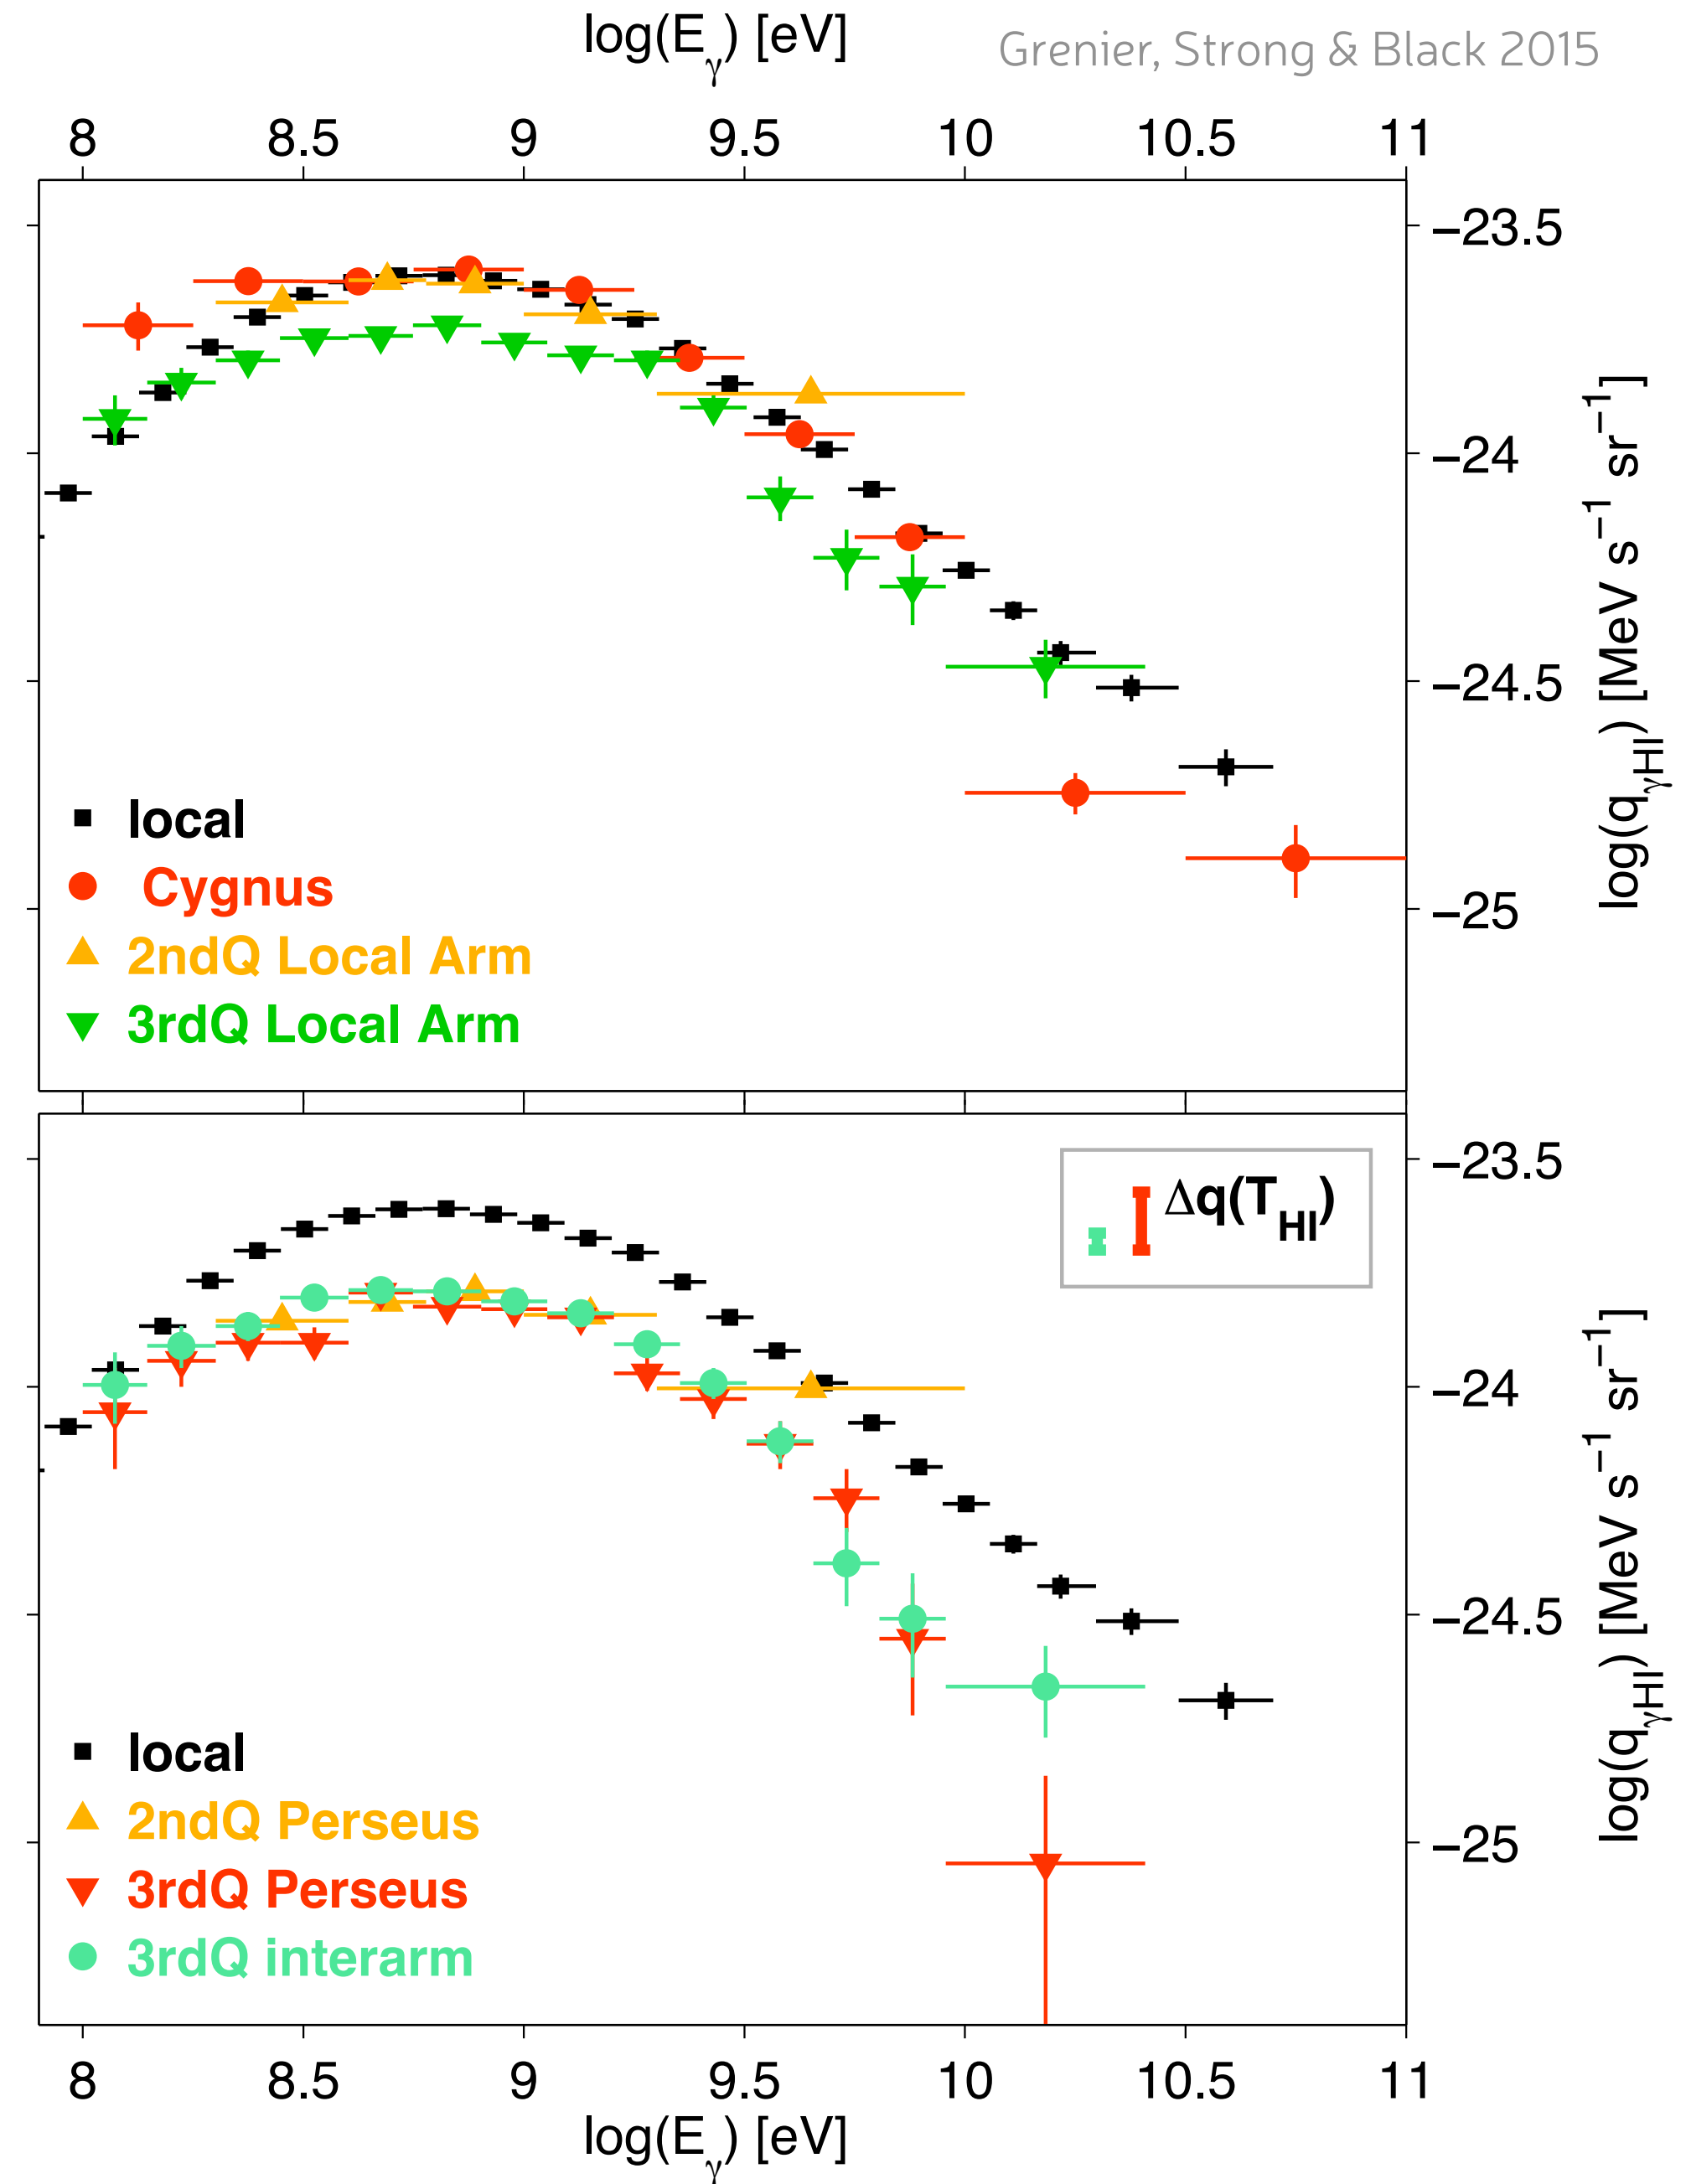 log(Eγ) [eV]
Grenier, Strong & Black 2015
8 8.5 9 9.5 10 10.5 11
−23.5
−24
−24.5
−25
log(qγHI) [MeV s−1 sr−1]
local
Cygnus
2ndQ Local Arm
3rdQ Local Arm
Δq(THI)
−23.5
−24
−24.5
−25
log(qγHI) [MeV s−1 sr−1]
local
2ndQ Perseus
3rdQ Perseus
3rdQ interarm
8 8.5 9 9.5 10 10.5 11
log(Eγ) [eV]